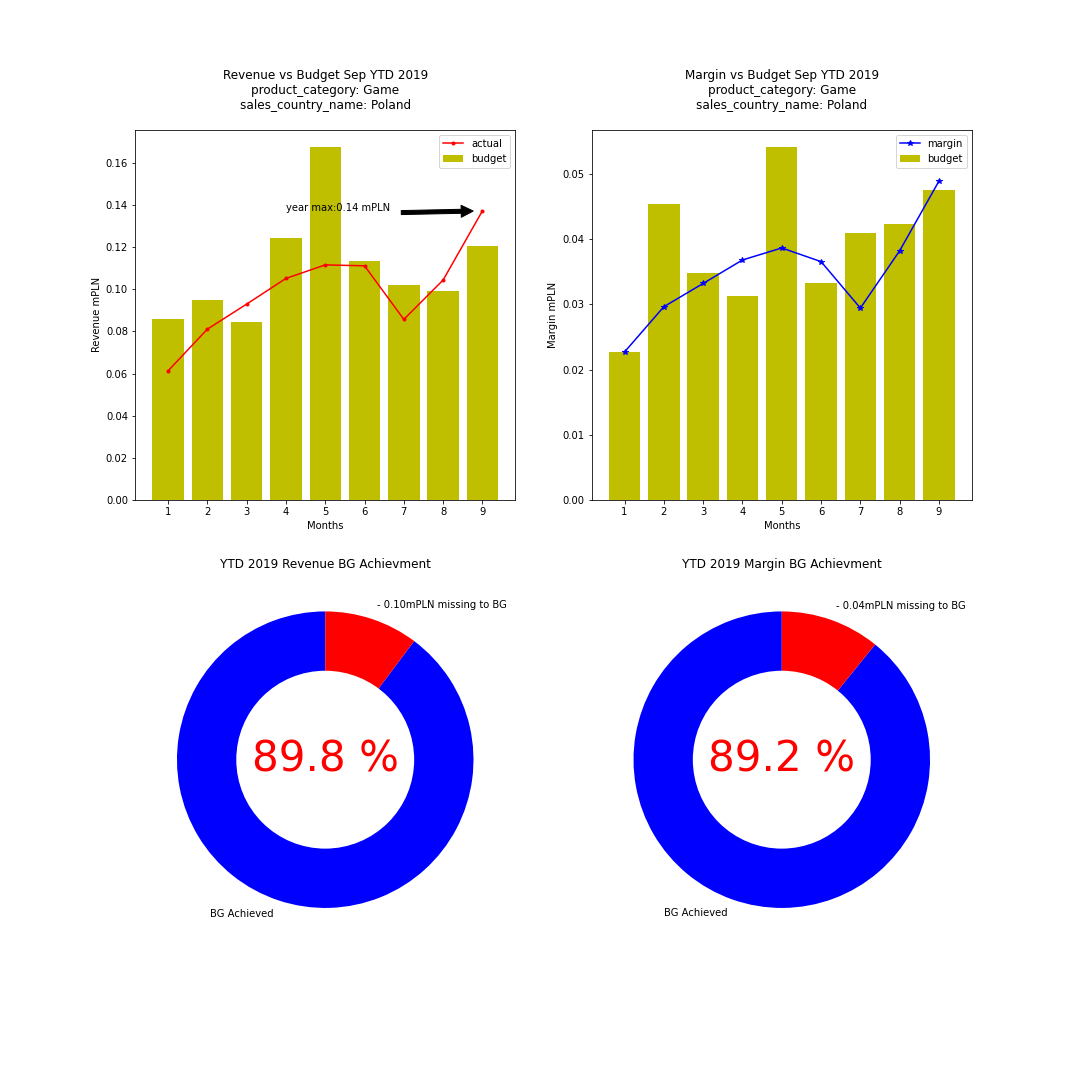 Revenue vs Budget Sep YTD 2019
product_category: Game
sales_country_name: Poland
actual
budget
year max:0.14 mPLN
0.16
0.14
0.12
0.10
0.08
0.06
0.04
0.02
0.00
Revenue mPLN
1 2 3 4 5 6 7 8 9
Months
Margin vs Budget Sep YTD 2019
product_category: Game
sales_country_name: Poland
margin
budget
0.05
0.04
0.03
0.02
0.01
0.00
Margin mPLN
1 2 3 4 5 6 7 8 9
Months
YTD 2019 Revenue BG Achievment
- 0.10mPLN missing to BG
89.8 %
BG Achieved
YTD 2019 Margin BG Achievment
- 0.04mPLN missing to BG
89.2 %
BG Achieved